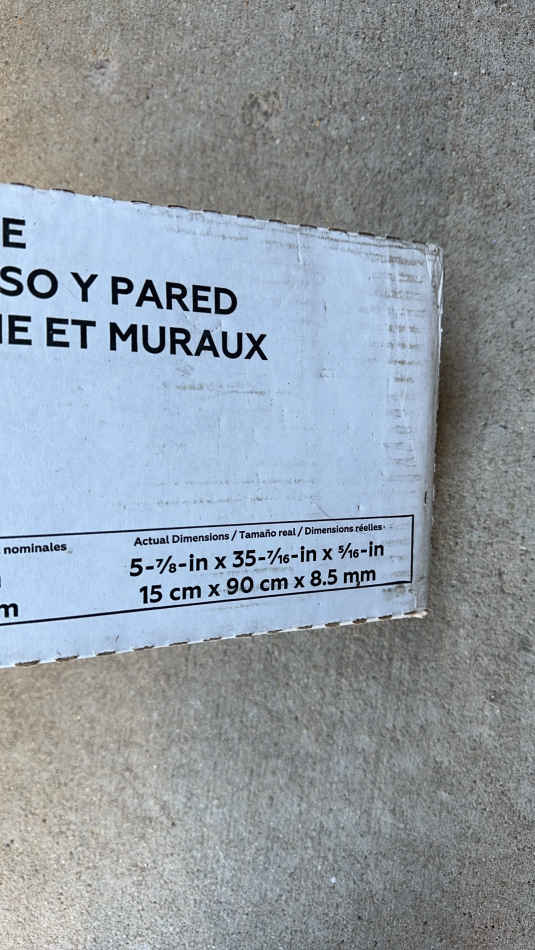 E
SO Y PARED
IE ET MURAUX
nominales
Actual Dimensions / Tamaño real / Dimensions réelles
5-⅞-in x 35-7⁄16-in x 5⁄16-in
m
15 cm x 90 cm x 8.5 mm